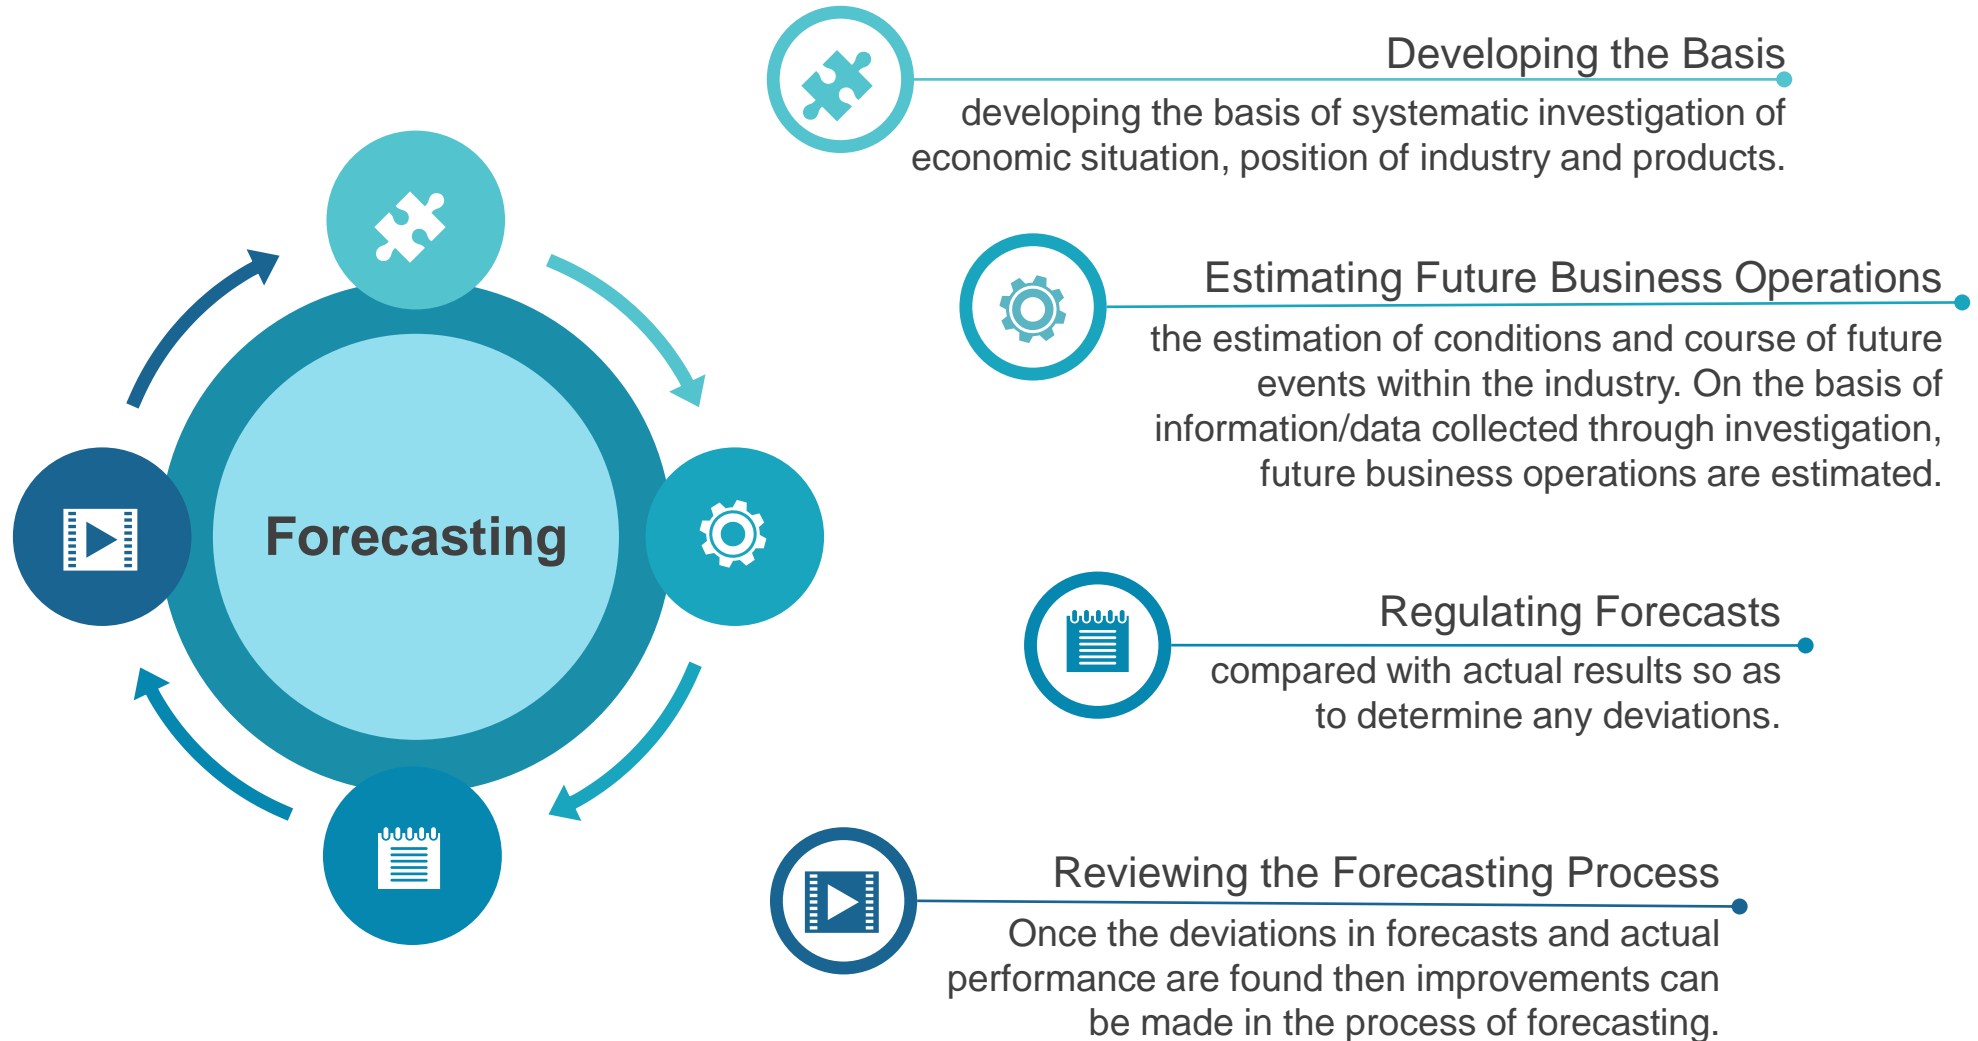 Developing the Basis
developing the basis of systematic investigation of
economic situation, position of industry and products.
Estimating Future Business Operations
the estimation of conditions and course of future
events within the industry. On the basis of
information/data collected through investigation,
future business operations are estimated.
Forecasting
Regulating Forecasts
compared with actual results so as
to determine any deviations.
Reviewing the Forecasting Process
Once the deviations in forecasts and actual
performance are found then improvements can
be made in the process of forecasting.